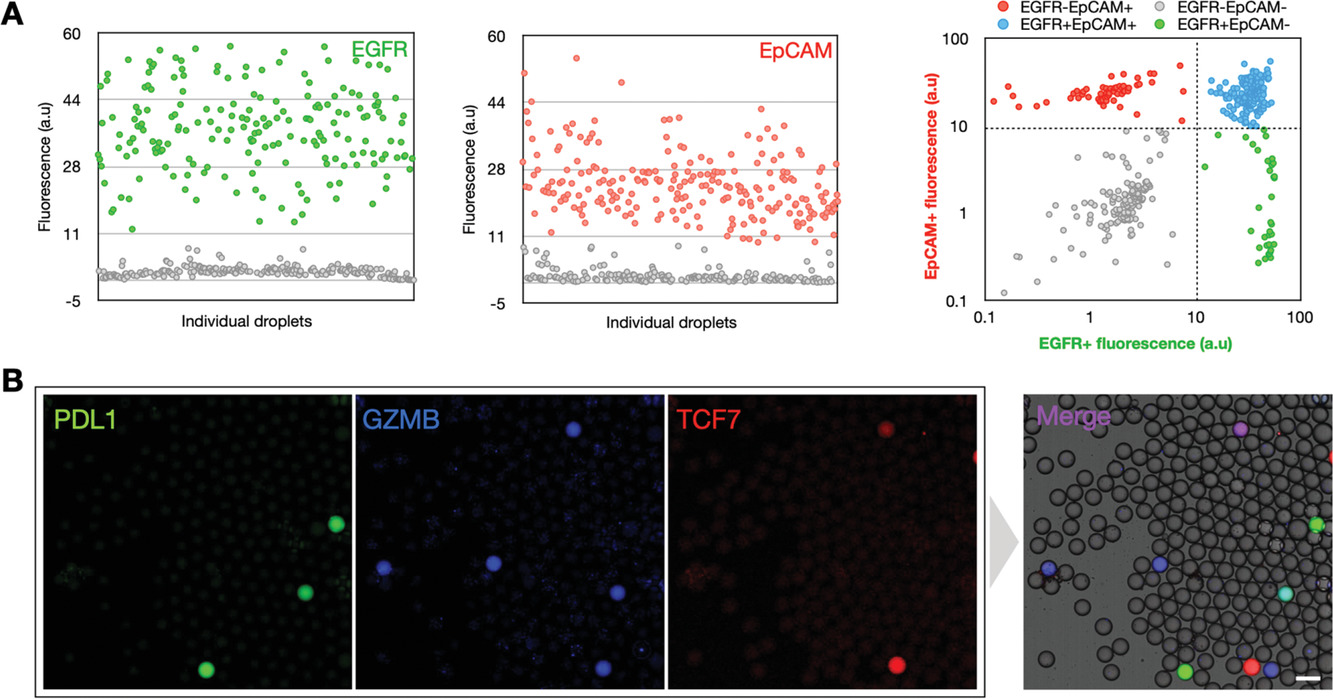 A
60
44
28
11
-5
Fluorescence (a.u)
EGFR
Individual droplets
60
44
28
11
-5
Fluorescence (a.u)
EpCAM
Individual droplets
EGFR-EpCAM+ EGFR-EpCAM-
EGFR+EpCAM+ EGFR+EpCAM-
100
10
1
0.1
EpCAM+ fluorescence (a.u)
0.1 1 10 100
EGFR+ fluorescence (a.u)
B
PDL1
GZMB
TCF7
Merge